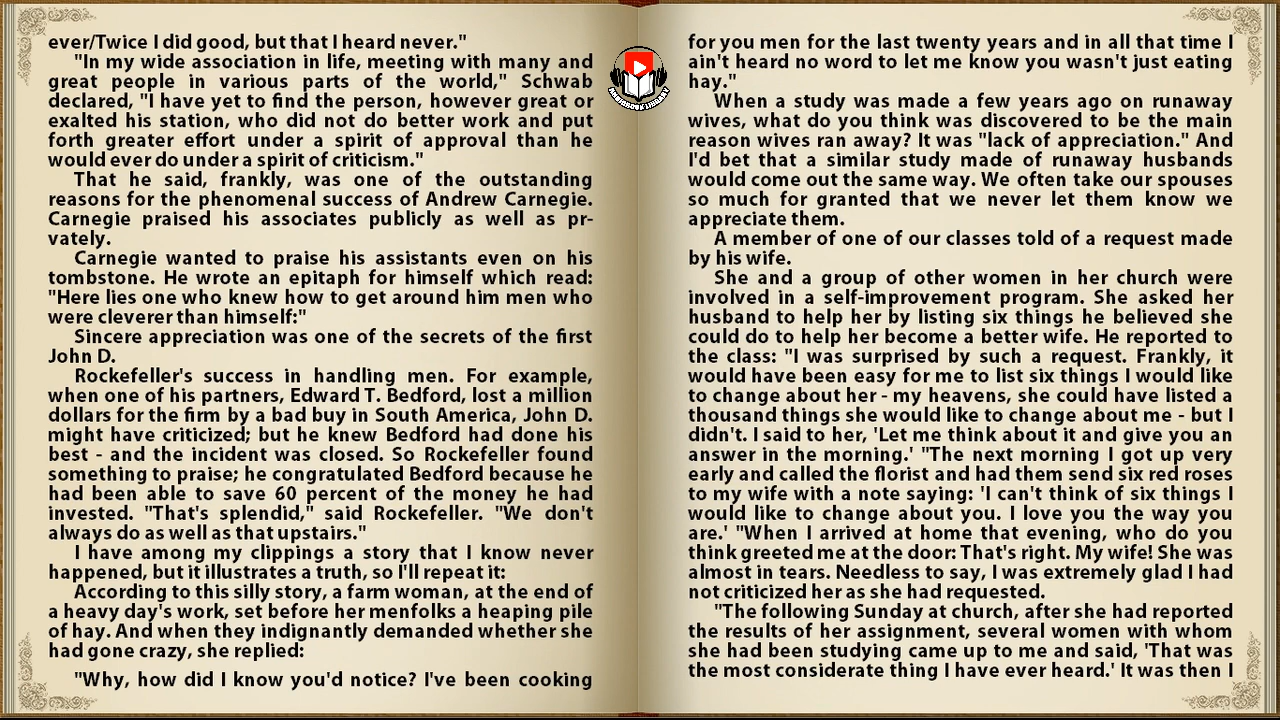 ever/Twice I did good, but that I heard never."
"In my wide association in life, meeting with many and
great people in various parts of the world," Schwab
declared, "I have yet to find the person, however great or
exalted his station, who did not do better work and put
forth greater effort under a spirit of approval than he
would ever do under a spirit of criticism."
That he said, frankly, was one of the outstanding
reasons for the phenomenal success of Andrew Carnegie.
Carnegie praised his associates publicly as well as pr-
vately.
Carnegie wanted to praise his assistants even on his
tombstone. He wrote an epitaph for himself which read:
"Here lies one who knew how to get around him men who
were cleverer than himself:"
Sincere appreciation was one of the secrets of the first
John D.
Rockefeller's success in handling men. For example,
when one of his partners, Edward T. Bedford, lost a million
dollars for the firm by a bad buy in South America, John D.
might have criticized; but he knew Bedford had done his
best - and the incident was closed. So Rockefeller found
something to praise; he congratulated Bedford because he
had been able to save 60 percent of the money he had
invested. "That's splendid," said Rockefeller. "We don't
always do as well as that upstairs."
I have among my clippings a story that I know never
happened, but it illustrates a truth, so I'll repeat it:
According to this silly story, a farm woman, at the end of
a heavy day's work, set before her menfolks a heaping pile
of hay. And when they indignantly demanded whether she
had gone crazy, she replied:
"Why, how did I know you'd notice? I've been cooking
for you men for the last twenty years and in all that time I
ain't heard no word to let me know you wasn't just eating
hay."
When a study was made a few years ago on runaway
wives, what do you think was discovered to be the main
reason wives ran away? It was "lack of appreciation." And
I'd bet that a similar study made of runaway husbands
would come out the same way. We often take our spouses
so much for granted that we never let them know we
appreciate them.
A member of one of our classes told of a request made
by his wife.
She and a group of other women in her church were
involved in a self-improvement program. She asked her
husband to help her by listing six things he believed she
could do to help her become a better wife. He reported to
the class: "I was surprised by such a request. Frankly, it
would have been easy for me to list six things I would like
to change about her - my heavens, she could have listed a
thousand things she would like to change about me - but I
didn't. I said to her, 'Let me think about it and give you an
answer in the morning.' "The next morning I got up very
early and called the florist and had them send six red roses
to my wife with a note saying: 'I can't think of six things I
would like to change about you. I love you the way you
are.' "When I arrived at home that evening, who do you
think greeted me at the door: That's right. My wife! She was
almost in tears. Needless to say, I was extremely glad I had
not criticized her as she had requested.
"The following Sunday at church, after she had reported
the results of her assignment, several women with whom
she had been studying came up to me and said, 'That was
the most considerate thing I have ever heard.' It was then I